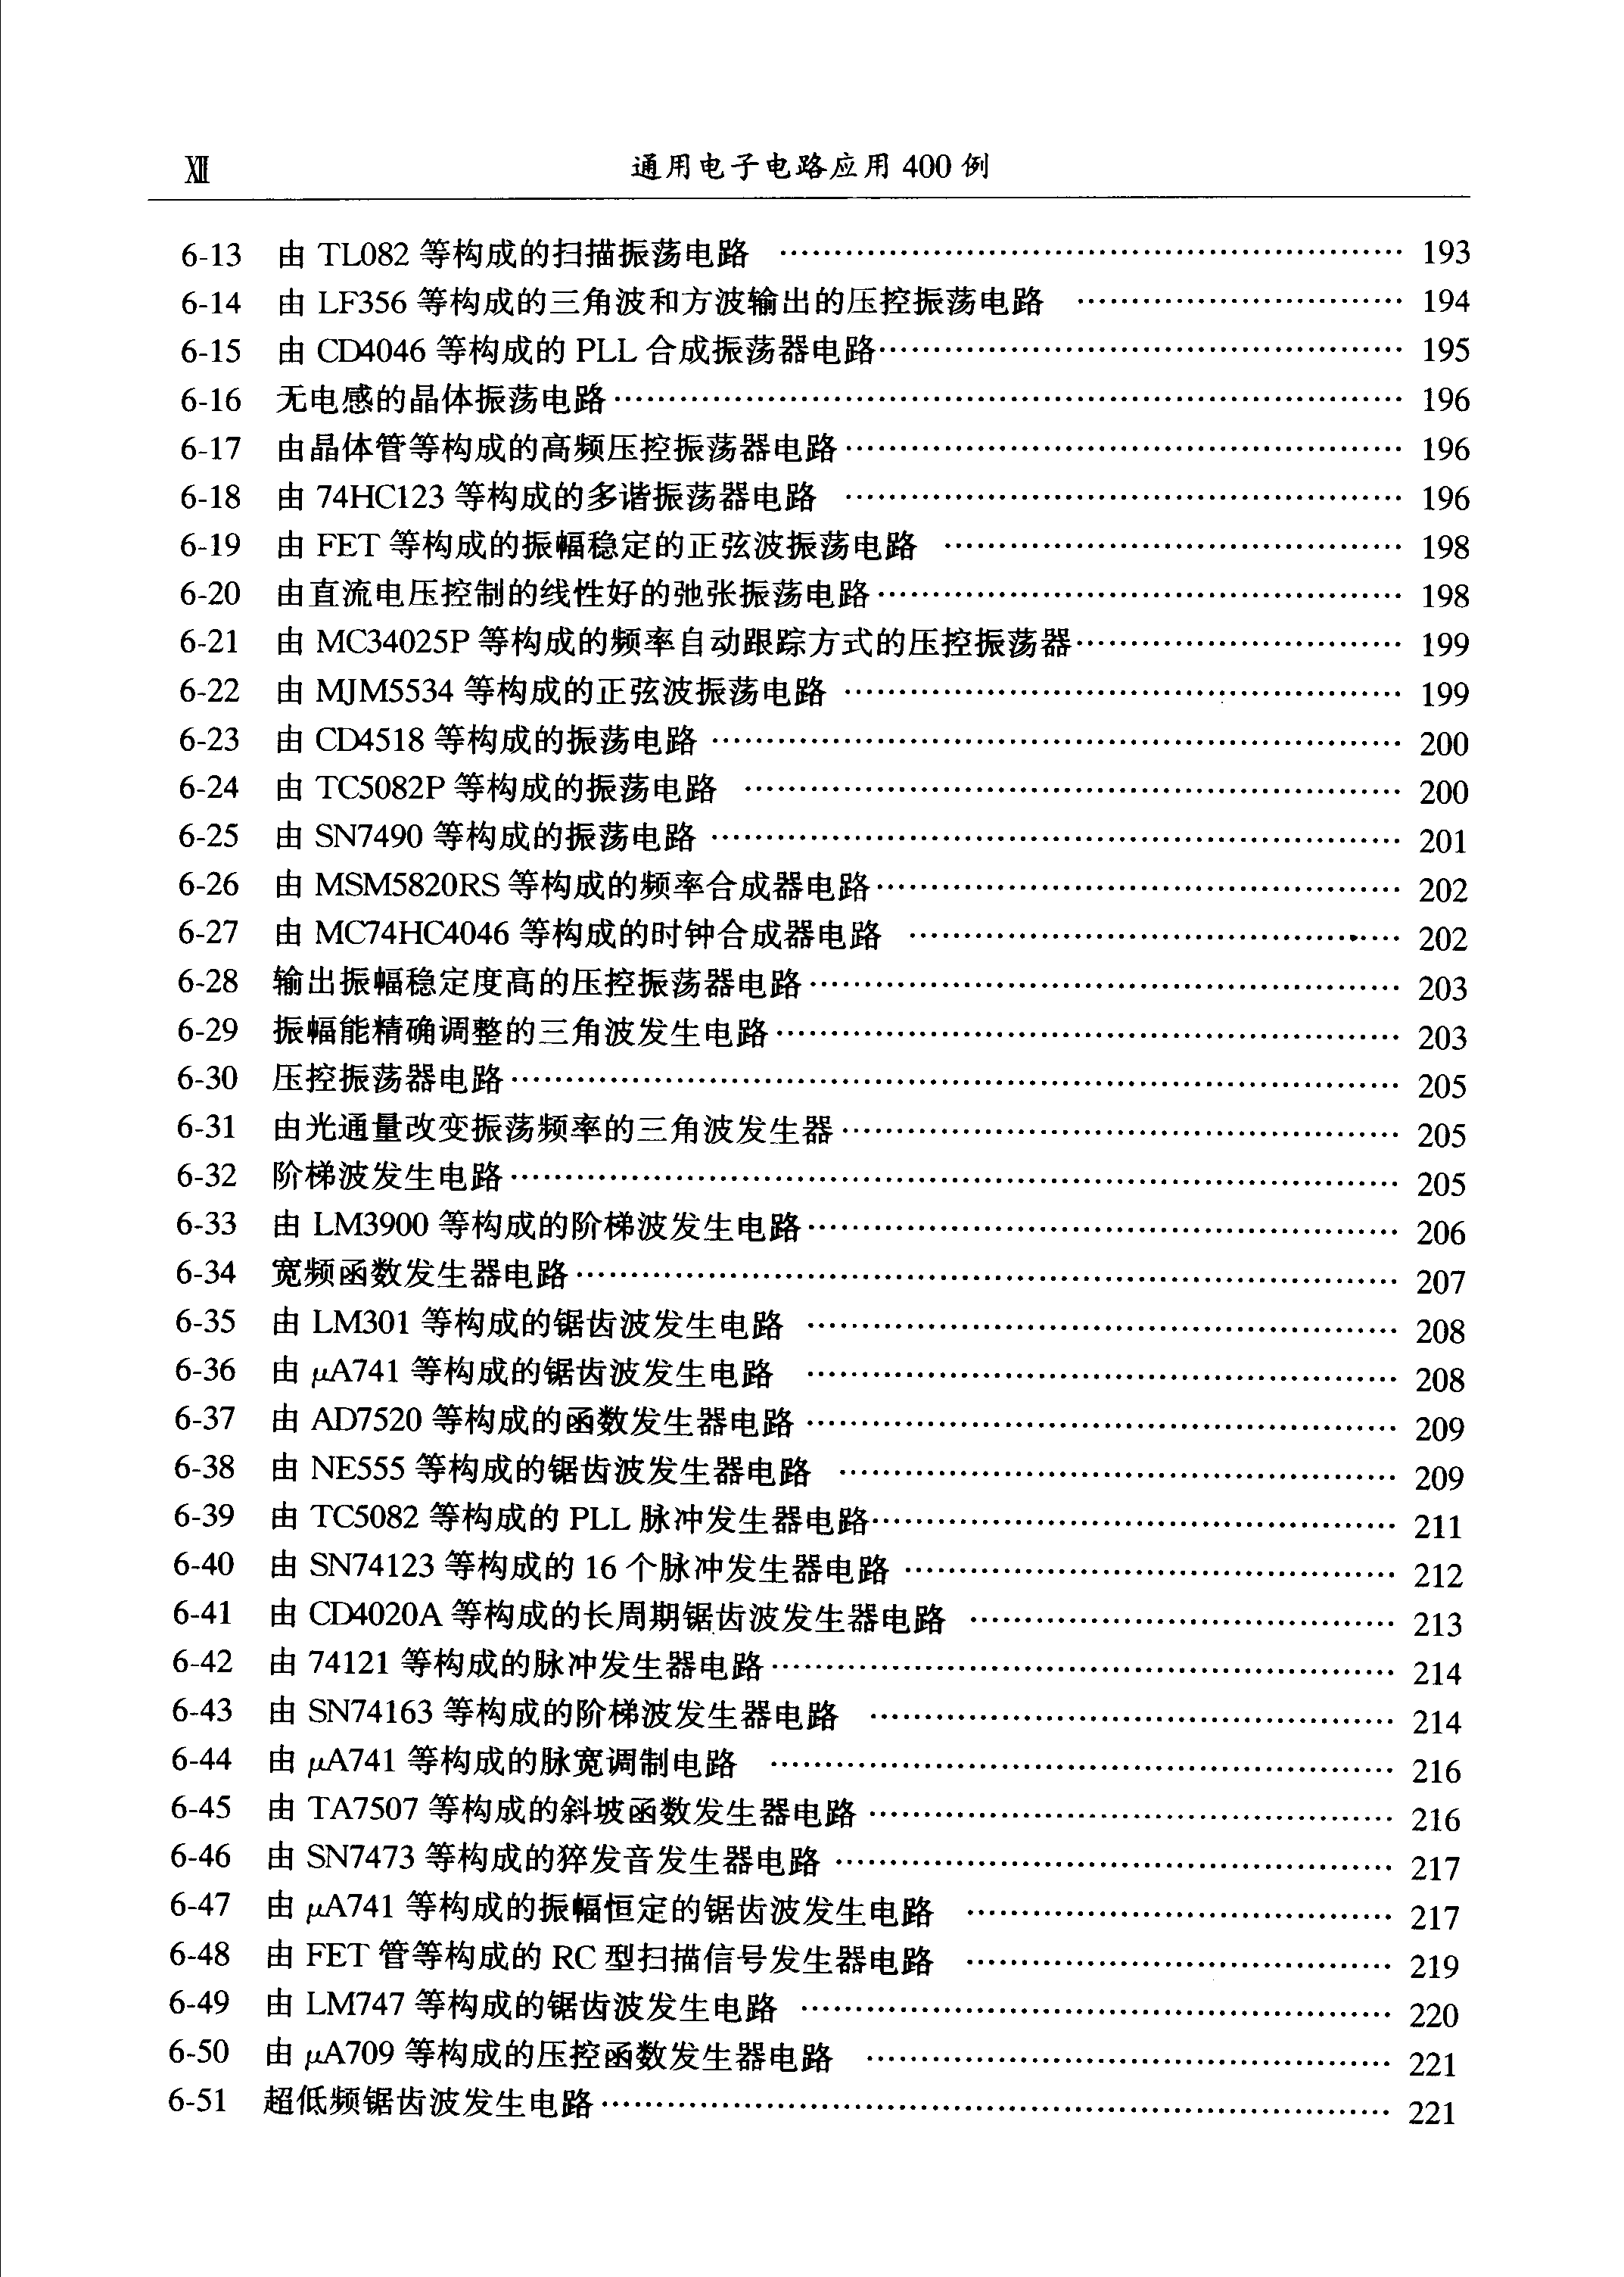 Ⅻ 通用电子电路应用 400 例
6-13 由 TL082 等构成的扫描振荡电路 …… 193
6-14 由 LF356 等构成的三角波和方波输出的压控振荡电路 …… 194
6-15 由 CD4046 等构成的 PLL 合成振荡器电路 …… 195
6-16 无电感的晶体振荡电路 …… 196
6-17 由晶体管等构成的高频压控振荡器电路 …… 196
6-18 由 74HC123 等构成的多谐振荡器电路 …… 196
6-19 由 FET 等构成的振幅稳定的正弦波振荡电路 …… 198
6-20 由直流电压控制的线性好的弛张振荡电路 …… 198
6-21 由 MC34025P 等构成的频率自动跟踪方式的压控振荡器 …… 199
6-22 由 MJM5534 等构成的正弦波振荡电路 …… 199
6-23 由 CD4518 等构成的振荡电路 …… 200
6-24 由 TC5082P 等构成的振荡电路 …… 200
6-25 由 SN7490 等构成的振荡电路 …… 201
6-26 由 MSM5820RS 等构成的频率合成器电路 …… 202
6-27 由 MC74HC4046 等构成的时钟合成器电路 …… 202
6-28 输出振幅稳定度高的压控振荡器电路 …… 203
6-29 振幅能精确调整的三角波发生电路 …… 203
6-30 压控振荡器电路 …… 205
6-31 由光通量改变振荡频率的三角波发生器 …… 205
6-32 阶梯波发生电路 …… 205
6-33 由 LM3900 等构成的阶梯波发生电路 …… 206
6-34 宽频函数发生器电路 …… 207
6-35 由 LM301 等构成的锯齿波发生电路 …… 208
6-36 由 μA741 等构成的锯齿波发生电路 …… 208
6-37 由 AD7520 等构成的函数发生器电路 …… 209
6-38 由 NE555 等构成的锯齿波发生器电路 …… 209
6-39 由 TC5082 等构成的 PLL 脉冲发生器电路 …… 211
6-40 由 SN74123 等构成的 16 个脉冲发生器电路 …… 212
6-41 由 CD4020A 等构成的长周期锯齿波发生器电路 …… 213
6-42 由 74121 等构成的脉冲发生器电路 …… 214
6-43 由 SN74163 等构成的阶梯波发生器电路 …… 214
6-44 由 μA741 等构成的脉宽调制电路 …… 216
6-45 由 TA7507 等构成的斜坡函数发生器电路 …… 216
6-46 由 SN7473 等构成的猝发音发生器电路 …… 217
6-47 由 μA741 等构成的振幅恒定的锯齿波发生电路 …… 217
6-48 由 FET 管等构成的 RC 型扫描信号发生器电路 …… 219
6-49 由 LM747 等构成的锯齿波发生电路 …… 220
6-50 由 μA709 等构成的压控函数发生器电路 …… 221
6-51 超低频锯齿波发生电路 …… 221